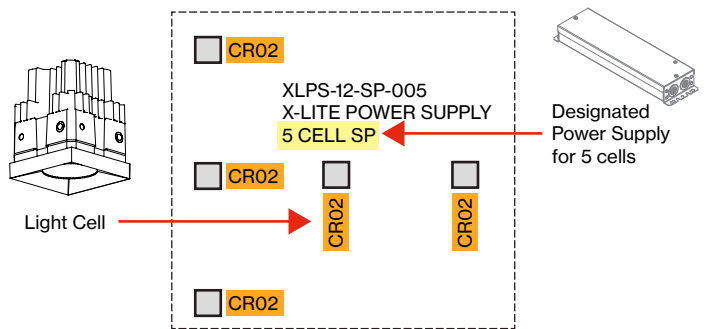 CR02
XLPS-12-SP-005
X-LITE POWER SUPPLY
5 CELL SP
Designated
Power Supply
for 5 cells
CR02
Light Cell
CR02
CR02
CR02